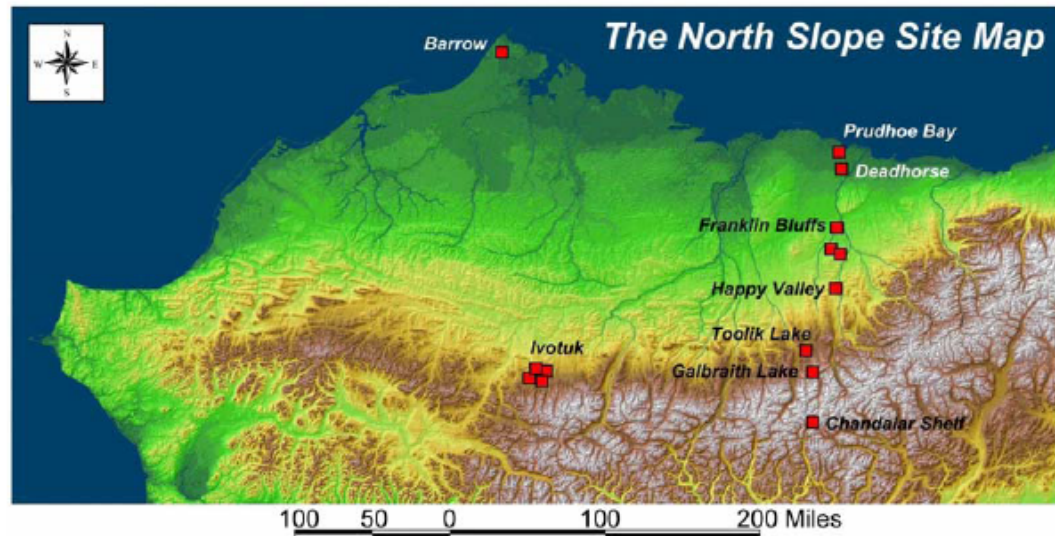 The North Slope Site Map
N
W E
S
Barrow
Prudhoe Bay
Deadhorse
Franklin Bluffs
Happy Valley
Toolik Lake
Ivotuk
Galbraith Lake
Chandalar Shelf
100 50 0 100 200 Miles